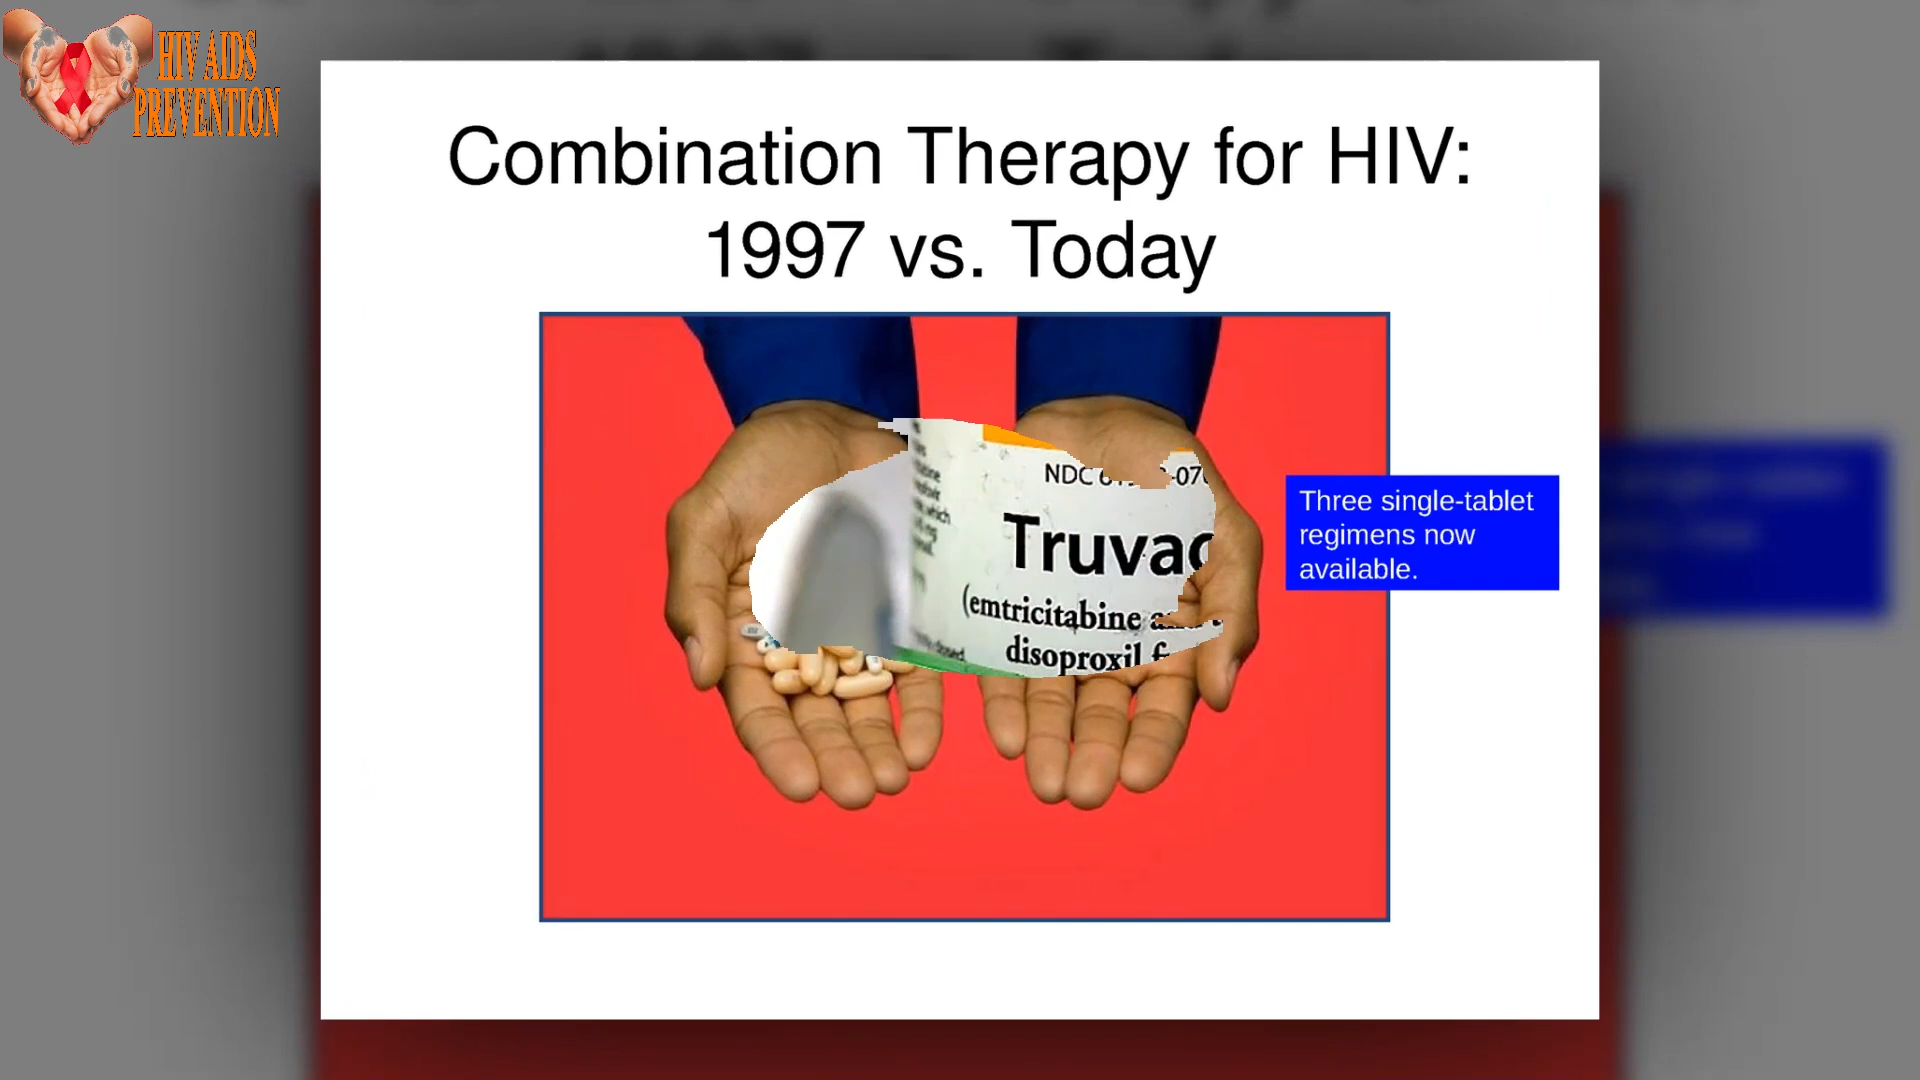 HIV AIDS
PREVENTION
Combination Therapy for HIV:
1997 vs. Today
NDC
Truvac
(emtricitabine
disoproxil f
Three single-tablet
regimens now
available.